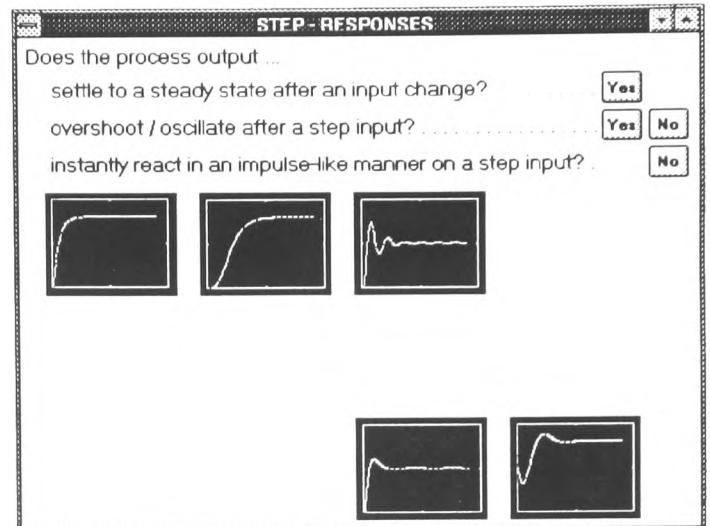 STEP-RESPONSES
Does the process output ...
settle to a steady state after an input change? Yes
overshoot / oscillate after a step input? . . . . . . . . . . . . . . . . Yes No
instantly react in an impulse-like manner on a step input? . No